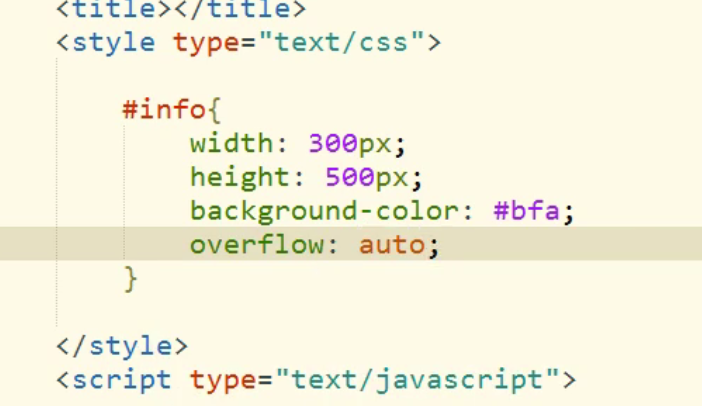 <title></title>
<style type="text/css">
#info{
width: 300px;
height: 500px;
background-color: #bfa;
overflow: auto;
}
</style>
<script type="text/javascript">